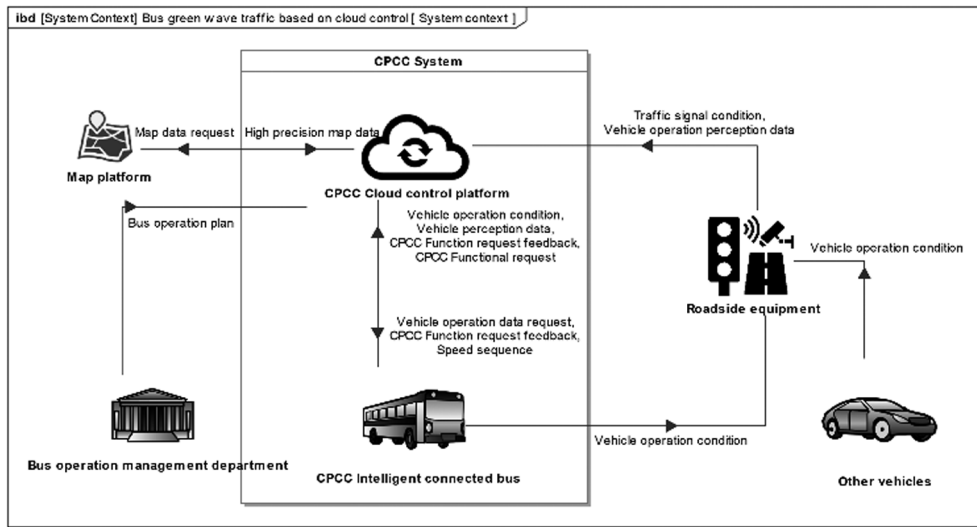 ibd [System Context] Bus green wave traffic based on cloud control [ System context ]
CPCC System
Traffic signal condition,
Vehicle operation perception data
Map data request
High precision map data
Map platform
CPCC Cloud control platform
Bus operation plan
Vehicle operation condition,
Vehicle perception data,
CPCC Function request feedback,
CPCC Functional request
Vehicle operation condition
Roadside equipment
Vehicle operation data request,
CPCC Function request feedback,
Speed sequence
Vehicle operation condition
Bus operation management department
CPCC Intelligent connected bus
Other vehicles